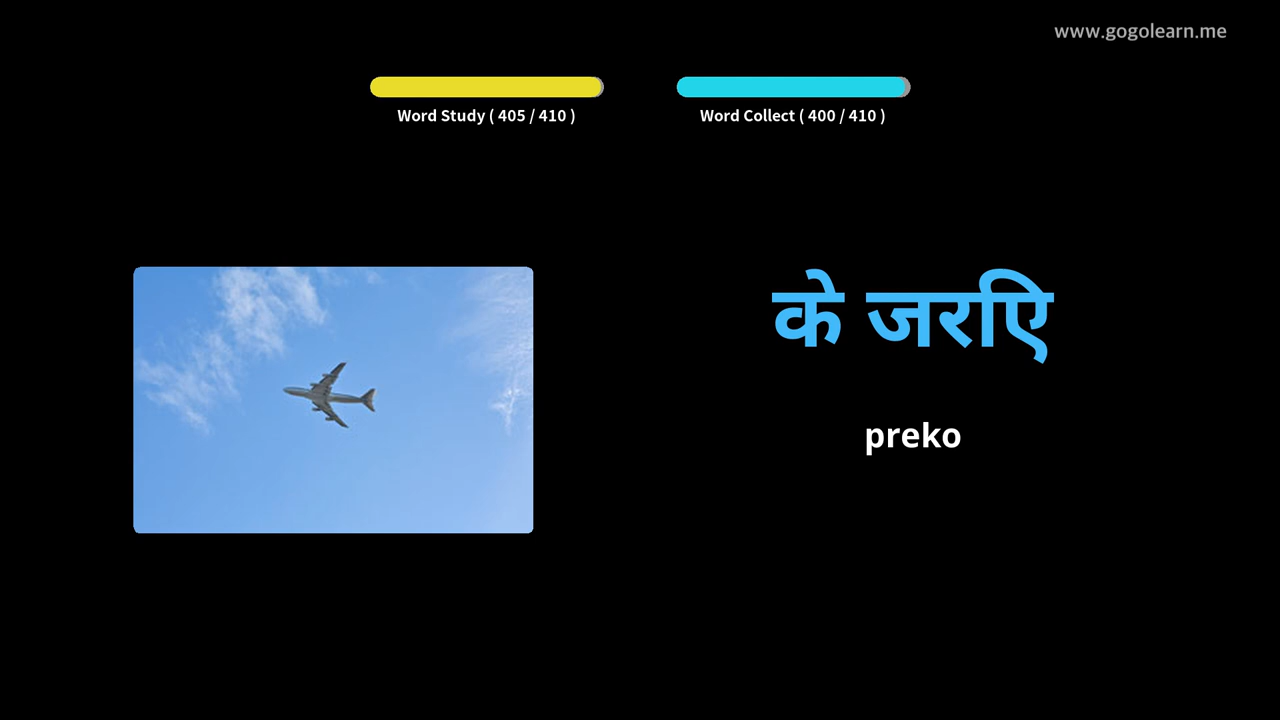 www.gogolearn.me
Word Study ( 405 / 410 )
Word Collect ( 400 / 410 )
के जरिए
preko